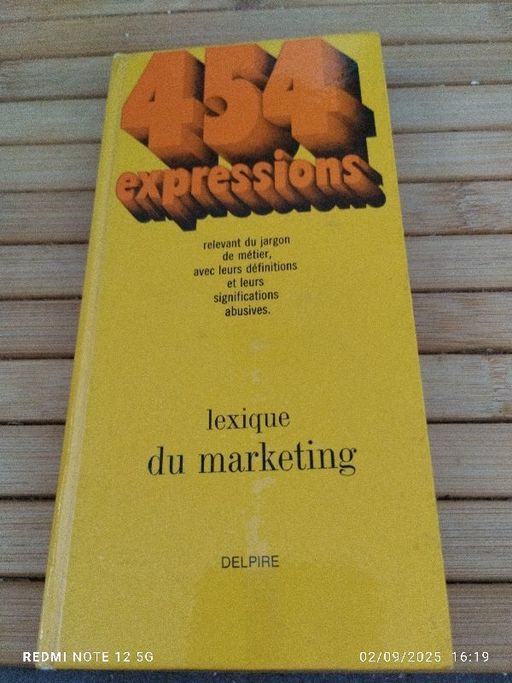 454
expressions
relevant du jargon
de métier,
avec leurs définitions
et leurs
significations
abusives.
lexique
du marketing
DELPIRE
REDMI NOTE 12 5G
02/09/2025 16:19